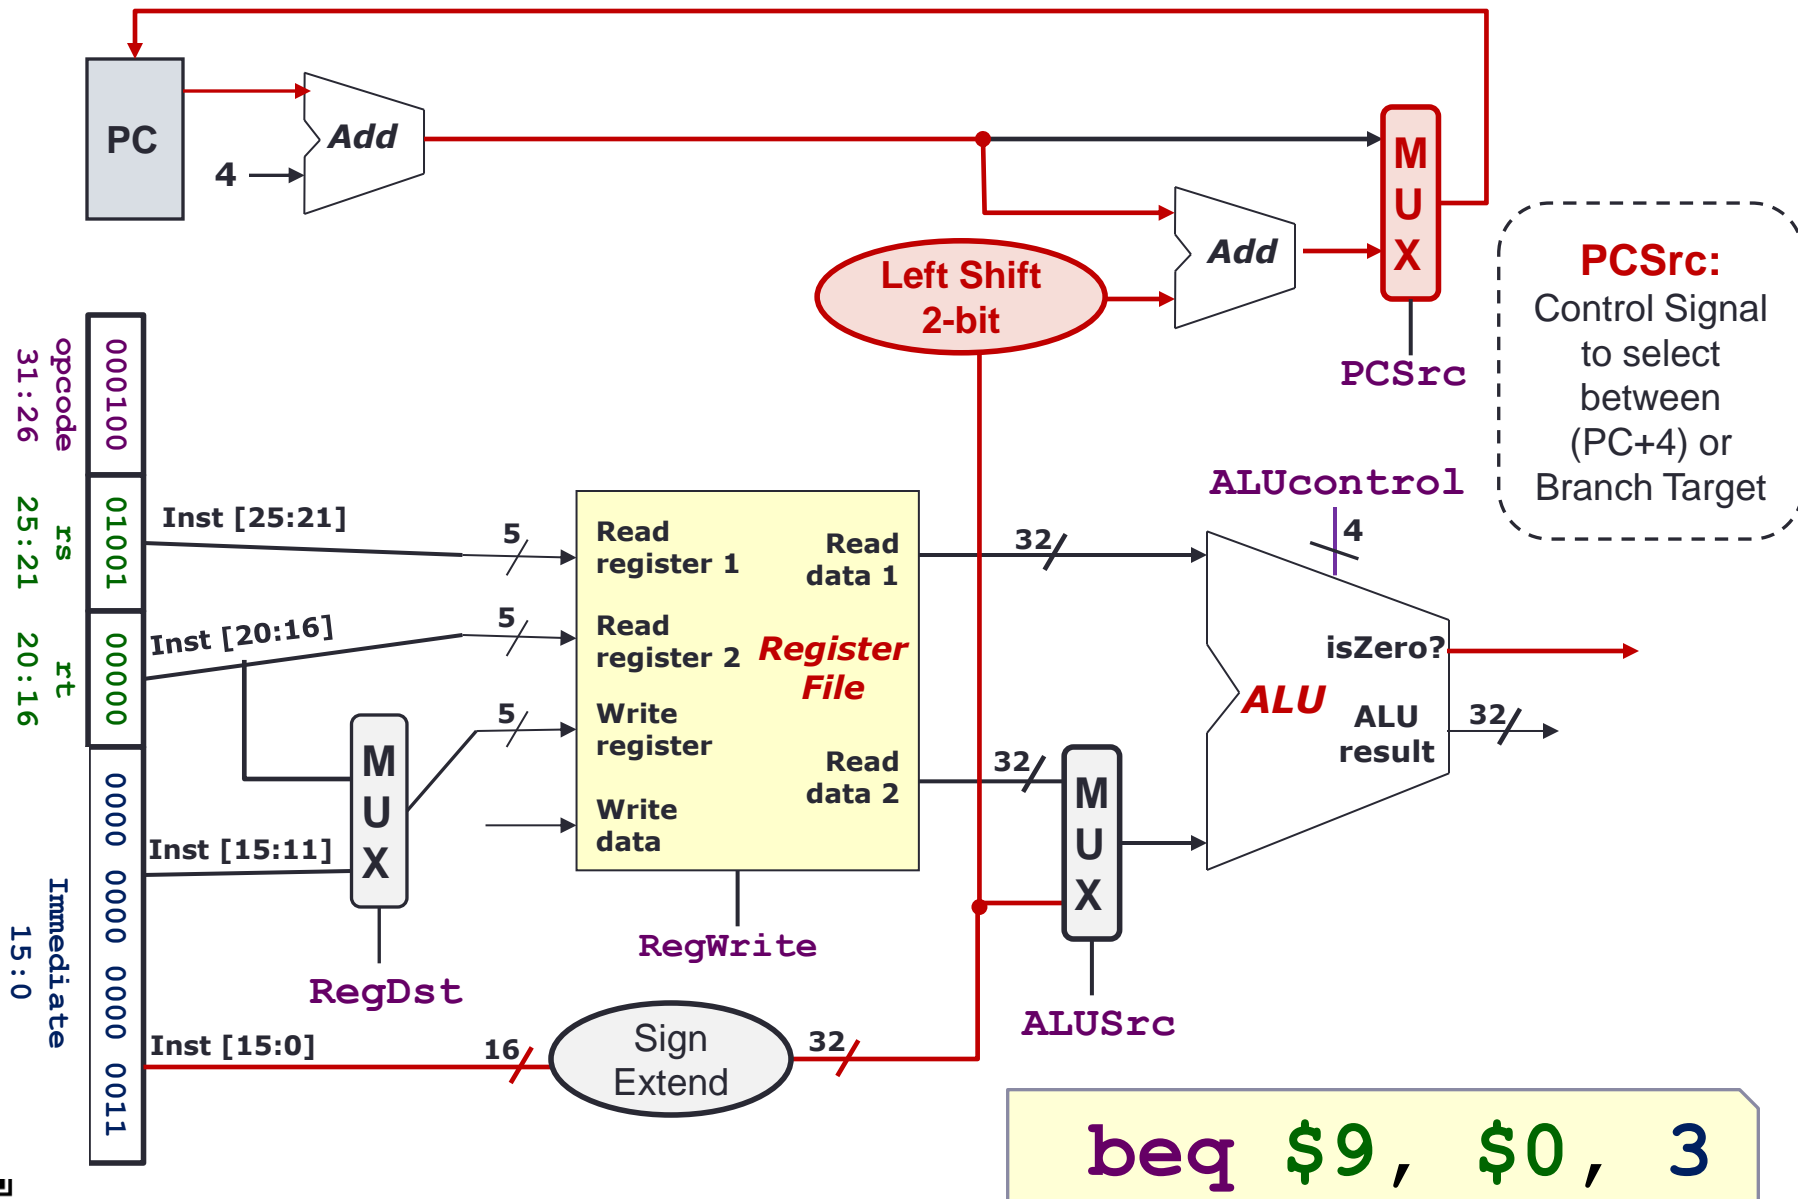 PC
4
Add
Left Shift
2-bit
Add
M
U
X
PCSrc
PCSrc:
Control Signal
to select
between
(PC+4) or
Branch Target
opcode
31:26
000100
rs
25:21
01001
rt
20:16
00000
Immediate
15:0
0000 0000 0000 0011
Inst [25:21]
5
Inst [20:16]
5
5
Inst [15:11]
M
U
X
RegDst
Inst [15:0]
16
Sign
Extend
32
Read
register 1
Read
register 2
Write
register
Write
data
Read
data 1
Register
File
Read
data 2
RegWrite
32
32
M
U
X
ALUSrc
ALUcontrol
4
isZero?
ALU
ALU
result
32
beq $9, $0, 3